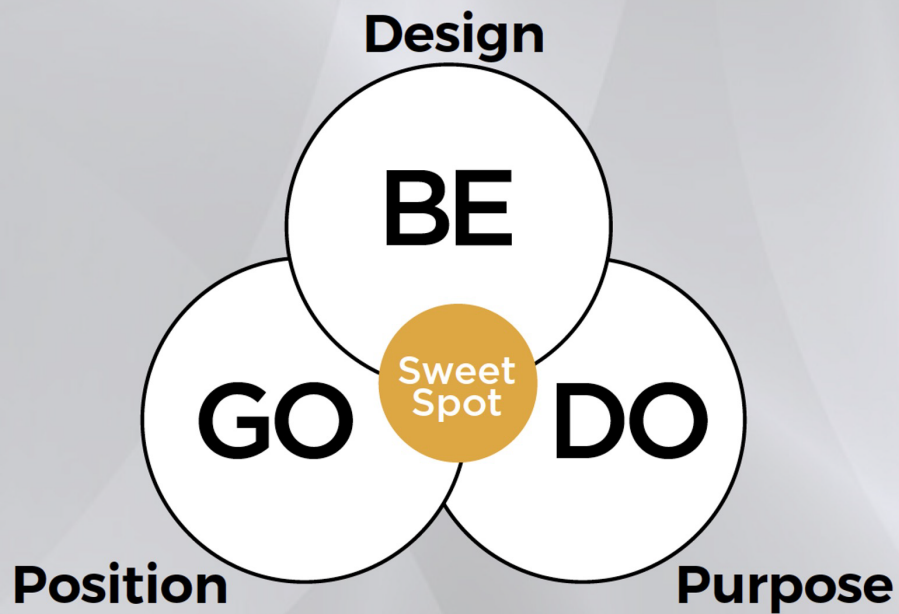 Design
BE
Sweet
Spot
GO
DO
Position
Purpose